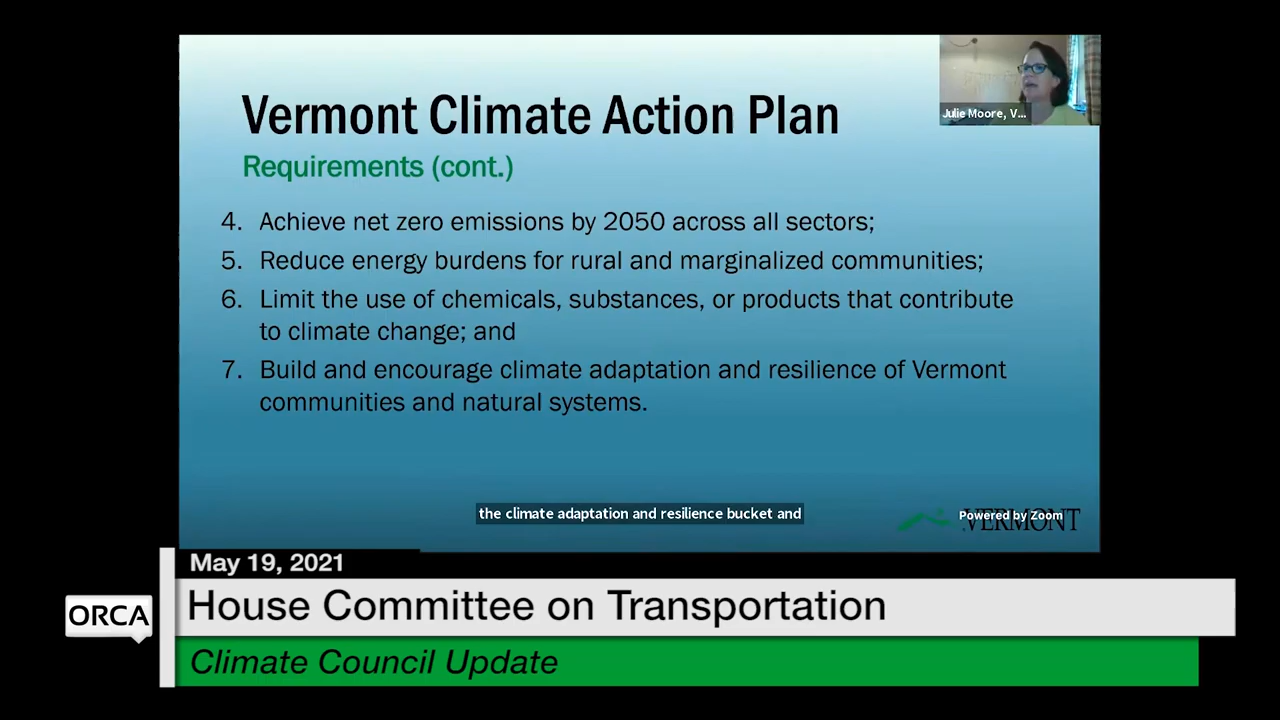 Vermont Climate Action Plan
Requirements (cont.)
Julie Moore, V...
4. Achieve net zero emissions by 2050 across all sectors;
5. Reduce energy burdens for rural and marginalized communities;
6. Limit the use of chemicals, substances, or products that contribute
to climate change; and
7. Build and encourage climate adaptation and resilience of Vermont
communities and natural systems.
the climate adaptation and resilience bucket and
Powered by Zoom
VERMONT
May 19, 2021
ORCA
House Committee on Transportation
Climate Council Update